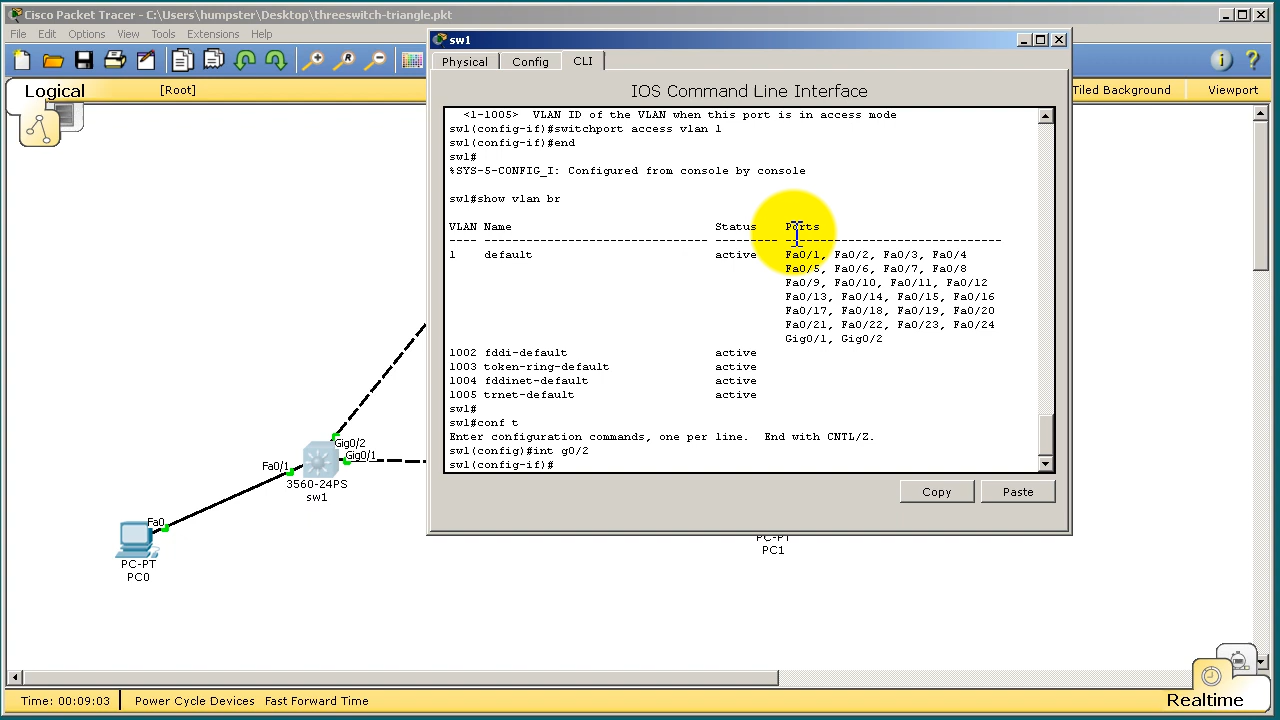 Cisco Packet Tracer - C:\Users\humpster\Desktop\threeswitch-triangle.pkt
File Edit Options View Tools Extensions Help
Logical
[Root]
Tiled Background
Viewport
sw1
Physical Config CLI
IOS Command Line Interface
<1-1005> VLAN ID of the VLAN when this port is in access mode
sw1(config-if)#switchport access vlan 1
sw1(config-if)#end
sw1#
%SYS-5-CONFIG_I: Configured from console by console
sw1#show vlan br
VLAN Name Status Ports
---- -------------------------------- --------- -------------------------------
1 default active Fa0/1, Fa0/2, Fa0/3, Fa0/4
Fa0/5, Fa0/6, Fa0/7, Fa0/8
Fa0/9, Fa0/10, Fa0/11, Fa0/12
Fa0/13, Fa0/14, Fa0/15, Fa0/16
Fa0/17, Fa0/18, Fa0/19, Fa0/20
Fa0/21, Fa0/22, Fa0/23, Fa0/24
Gig0/1, Gig0/2
1002 fddi-default active
1003 token-ring-default active
1004 fddinet-default active
1005 trnet-default active
sw1#
sw1#conf t
Enter configuration commands, one per line. End with CNTL/Z.
sw1(config)#int g0/2
sw1(config-if)#
Copy
Paste
Gig0/2
Gig0/1
Fa0/1
3560-24PS
sw1
Fa0
PC-PT
PC0
PC-PT
PC1
Time: 00:09:03
Power Cycle Devices Fast Forward Time
Realtime